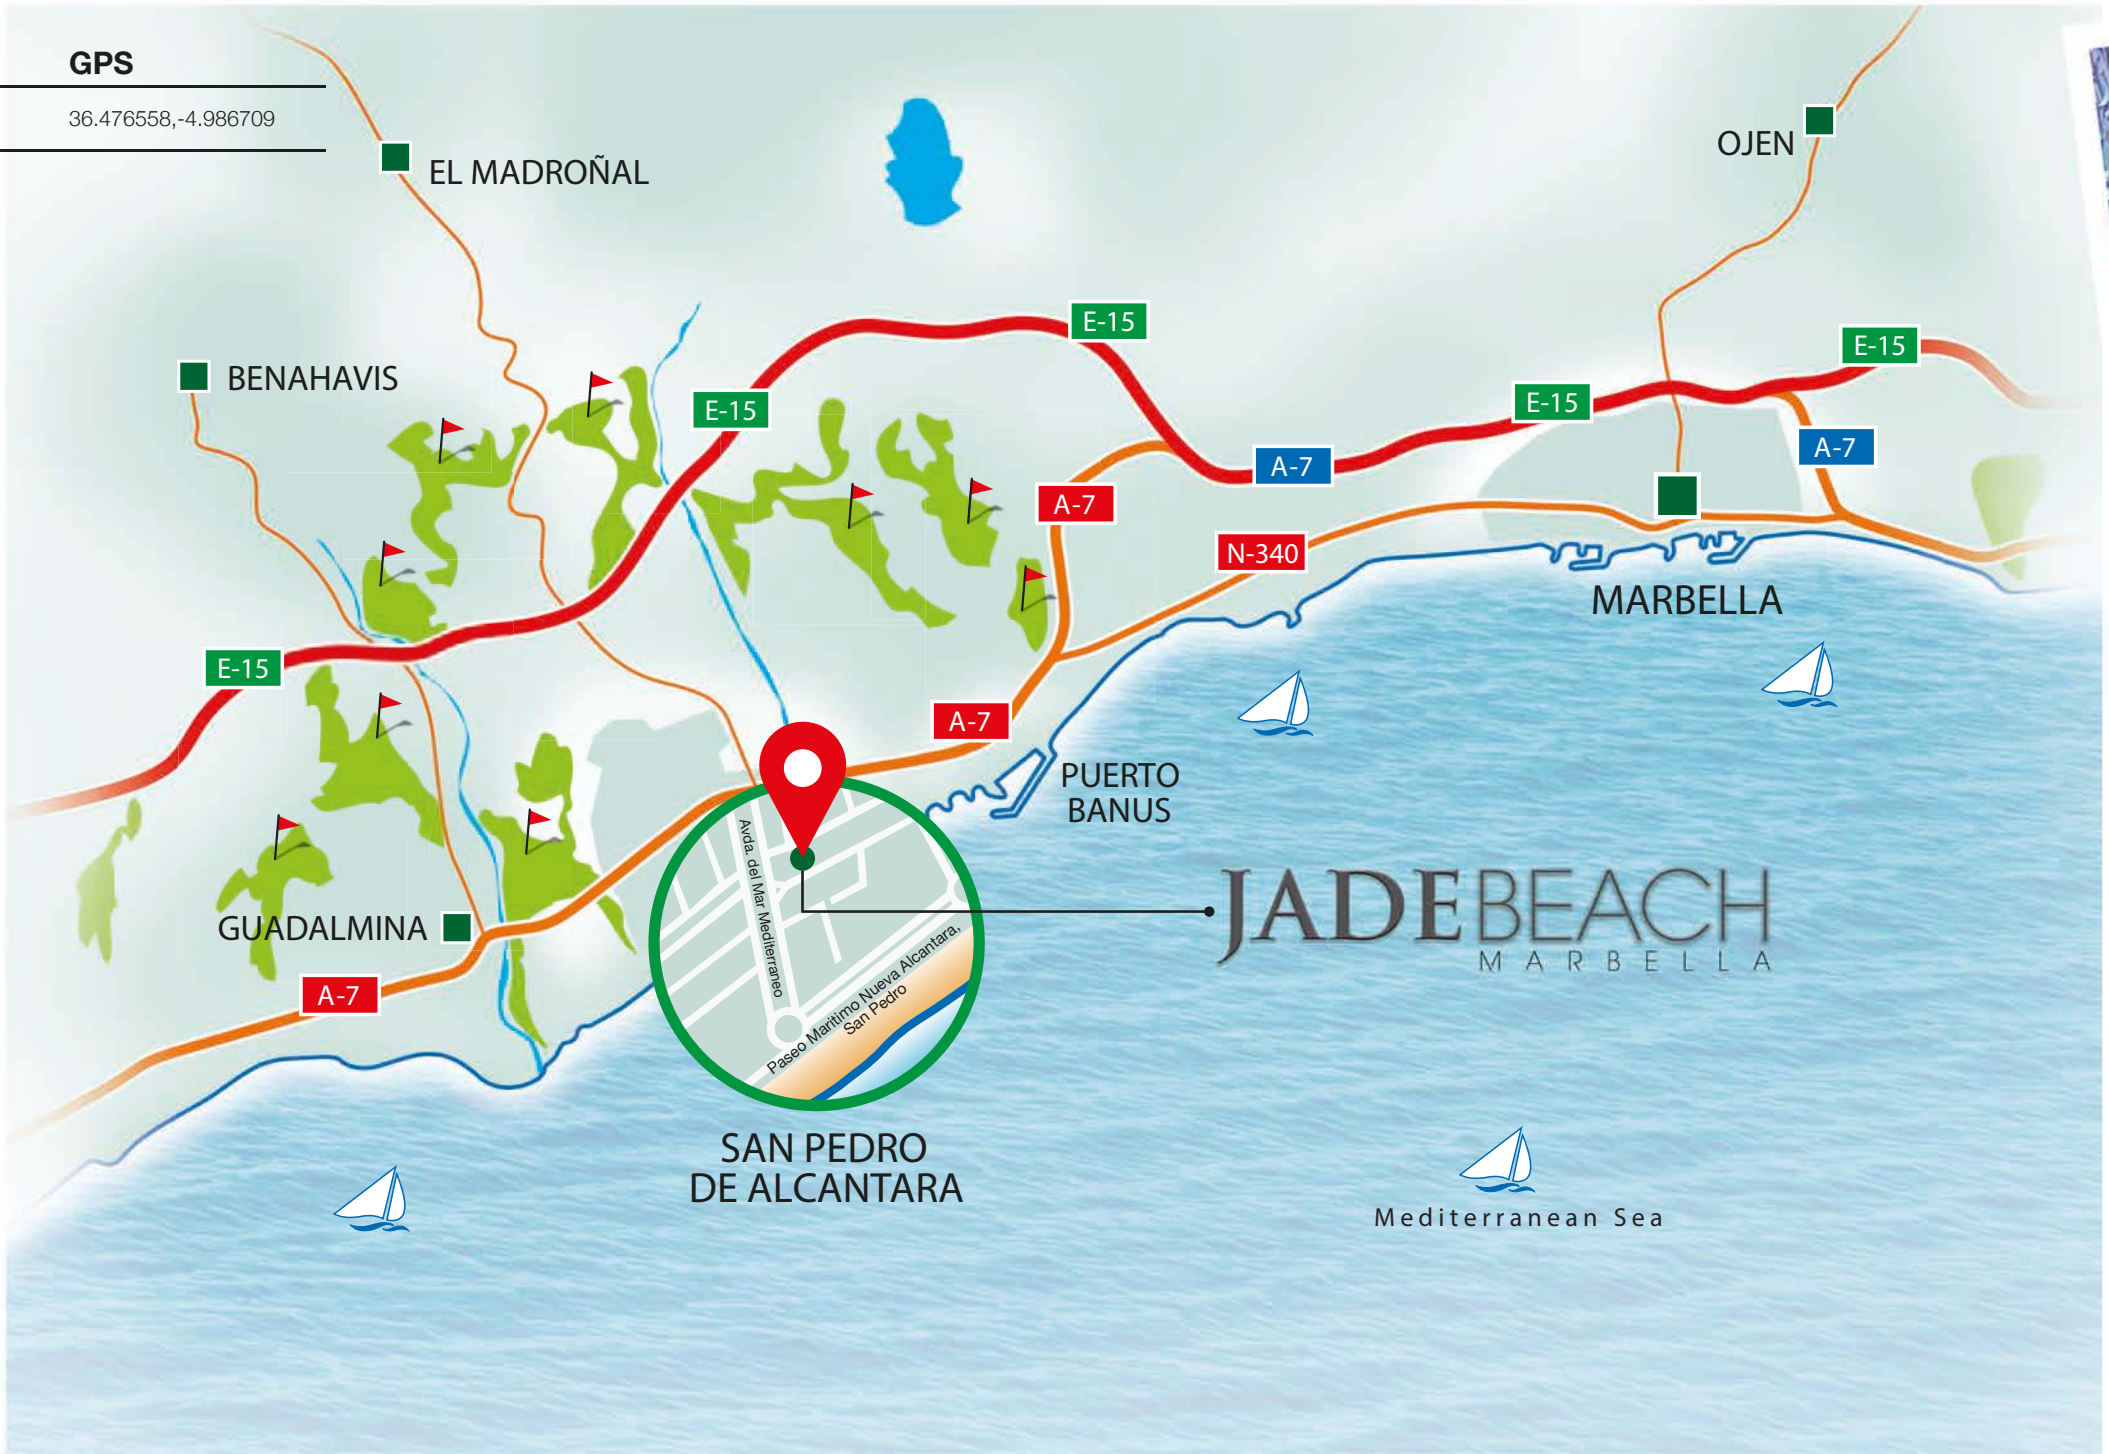 GPS
36.476558,-4.986709
EL MADROÑAL
OJEN
E-15
E-15
BENAHAVIS
E-15
E-15
A-7
A-7
A-7
N-340
MARBELLA
E-15
A-7
PUERTO
BANUS
Avda. del Mar Mediterraneo
JADEBEACH
MARBELLA
GUADALMINA
Paseo Maritimo Nueva Alcantara,
San Pedro
A-7
SAN PEDRO
DE ALCANTARA
Mediterranean Sea